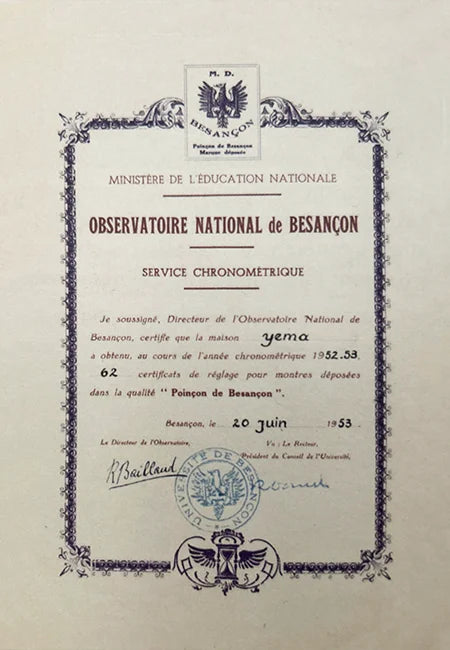 M. D.
BESANÇON
Poinçon de Besançon
Marque déposée
MINISTÈRE DE L'ÉDUCATION NATIONALE
OBSERVATOIRE NATIONAL de BESANÇON
SERVICE CHRONOMÉTRIQUE
Je soussigné, Directeur de l'Observatoire National de
Besançon, certifie que la maison yema
a obtenu, au cours de l'année chronométrique 1952.53.
62 certificats de réglage pour montres déposées
dans la qualité “ Poinçon de Besançon ”.
Besançon, le 20 Juin 1953.
Le Directeur de l'Observatoire,
Vu : Le Recteur,
Président du Conseil de l'Université,
R Baillaud
UNIVERSITÉ DE BESANÇON